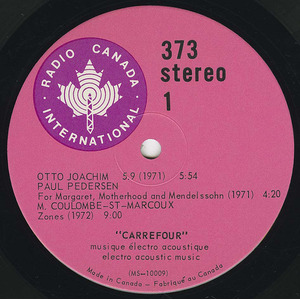 RADIO CANADA INTERNATIONAL
373
stereo
1
OTTO JOACHIM 5.9 (1971) 5:54
PAUL PEDERSEN
For Margaret, Motherhood and Mendelssohn (1971) 4:20
M. COULOMBE-ST-MARCOUX
Zones (1972) 9:00
"CARREFOUR"
musique électro acoustique
electro acoustic music
(MS-10009)
Made in Canada - Fabriqué au Canada